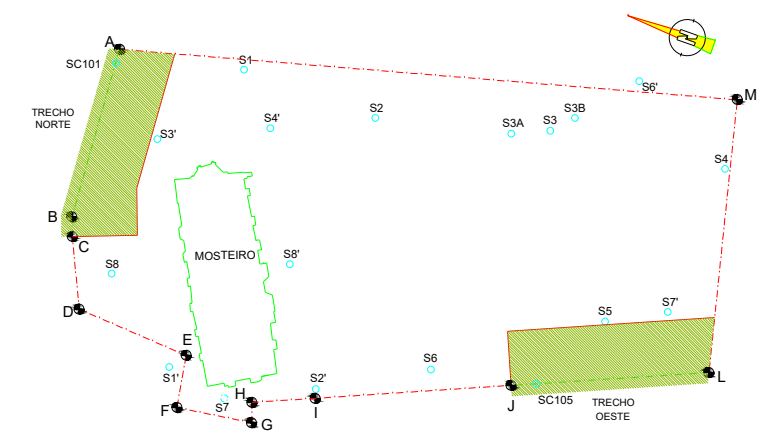 A
SC101
S1
S6'
M
N
TRECHO
NORTE
S3'
S4'
S2
S3A
S3
S3B
S4
B
C
MOSTEIRO
S8
S8'
D
S5
S7'
E
S1'
S6
L
S2'
H
I
J
SC105
F
S7
G
TRECHO
OESTE